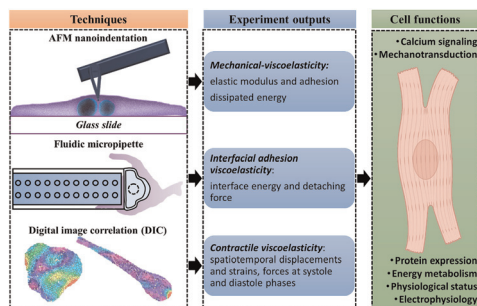 Techniques
AFM nanoindentation
Glass slide
Fluidic micropipette
Digital image correlation (DIC)
Experiment outputs
Mechanical-viscoelasticity:
elastic modulus and adhesion
dissipated energy
Interfacial adhesion
viscoelasticity:
interface energy and detaching
force
Contractile viscoelasticity:
spatiotemporal displacements
and strains, forces at systole
and diastole phases
Cell functions
•Calcium signaling
•Mechanotransduction
•Protein expression
•Energy metabolism
•Physiological status
•Electrophysiology